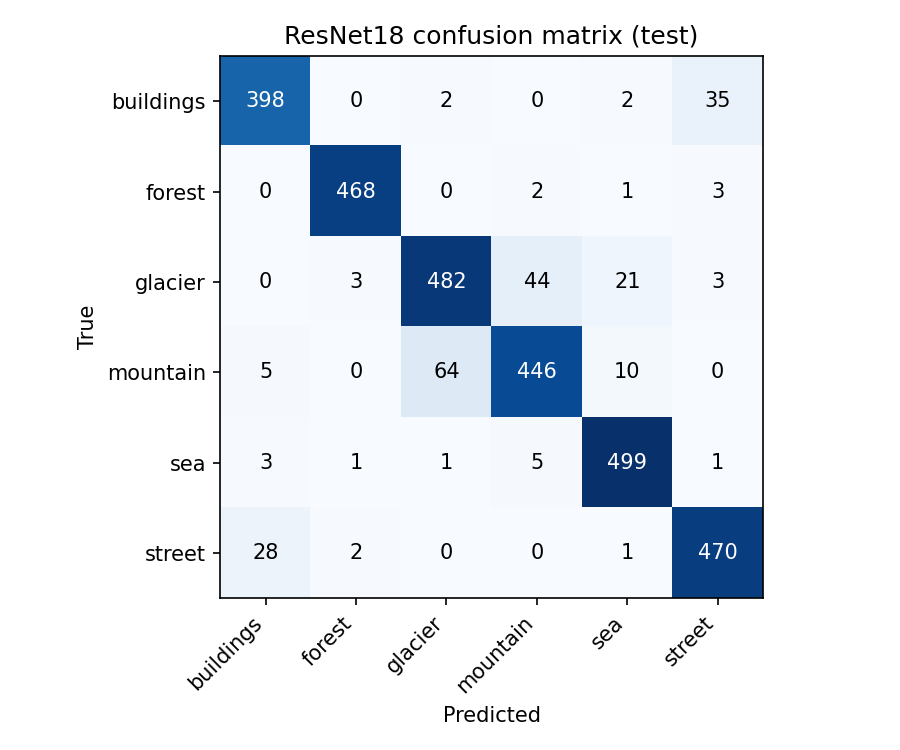 ResNet18 confusion matrix (test)
buildings 398 0 2 0 2 35
forest 0 468 0 2 1 3
glacier 0 3 482 44 21 3
True
mountain 5 0 64 446 10 0
sea 3 1 1 5 499 1
street 28 2 0 0 1 470
buildings forest glacier mountain sea street
Predicted